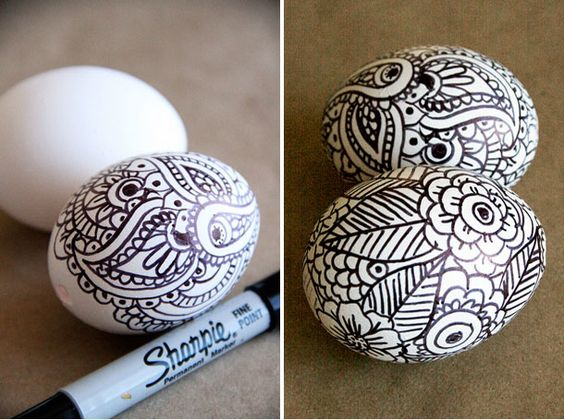 Sharpie
FINE
POINT
Permanent Marker